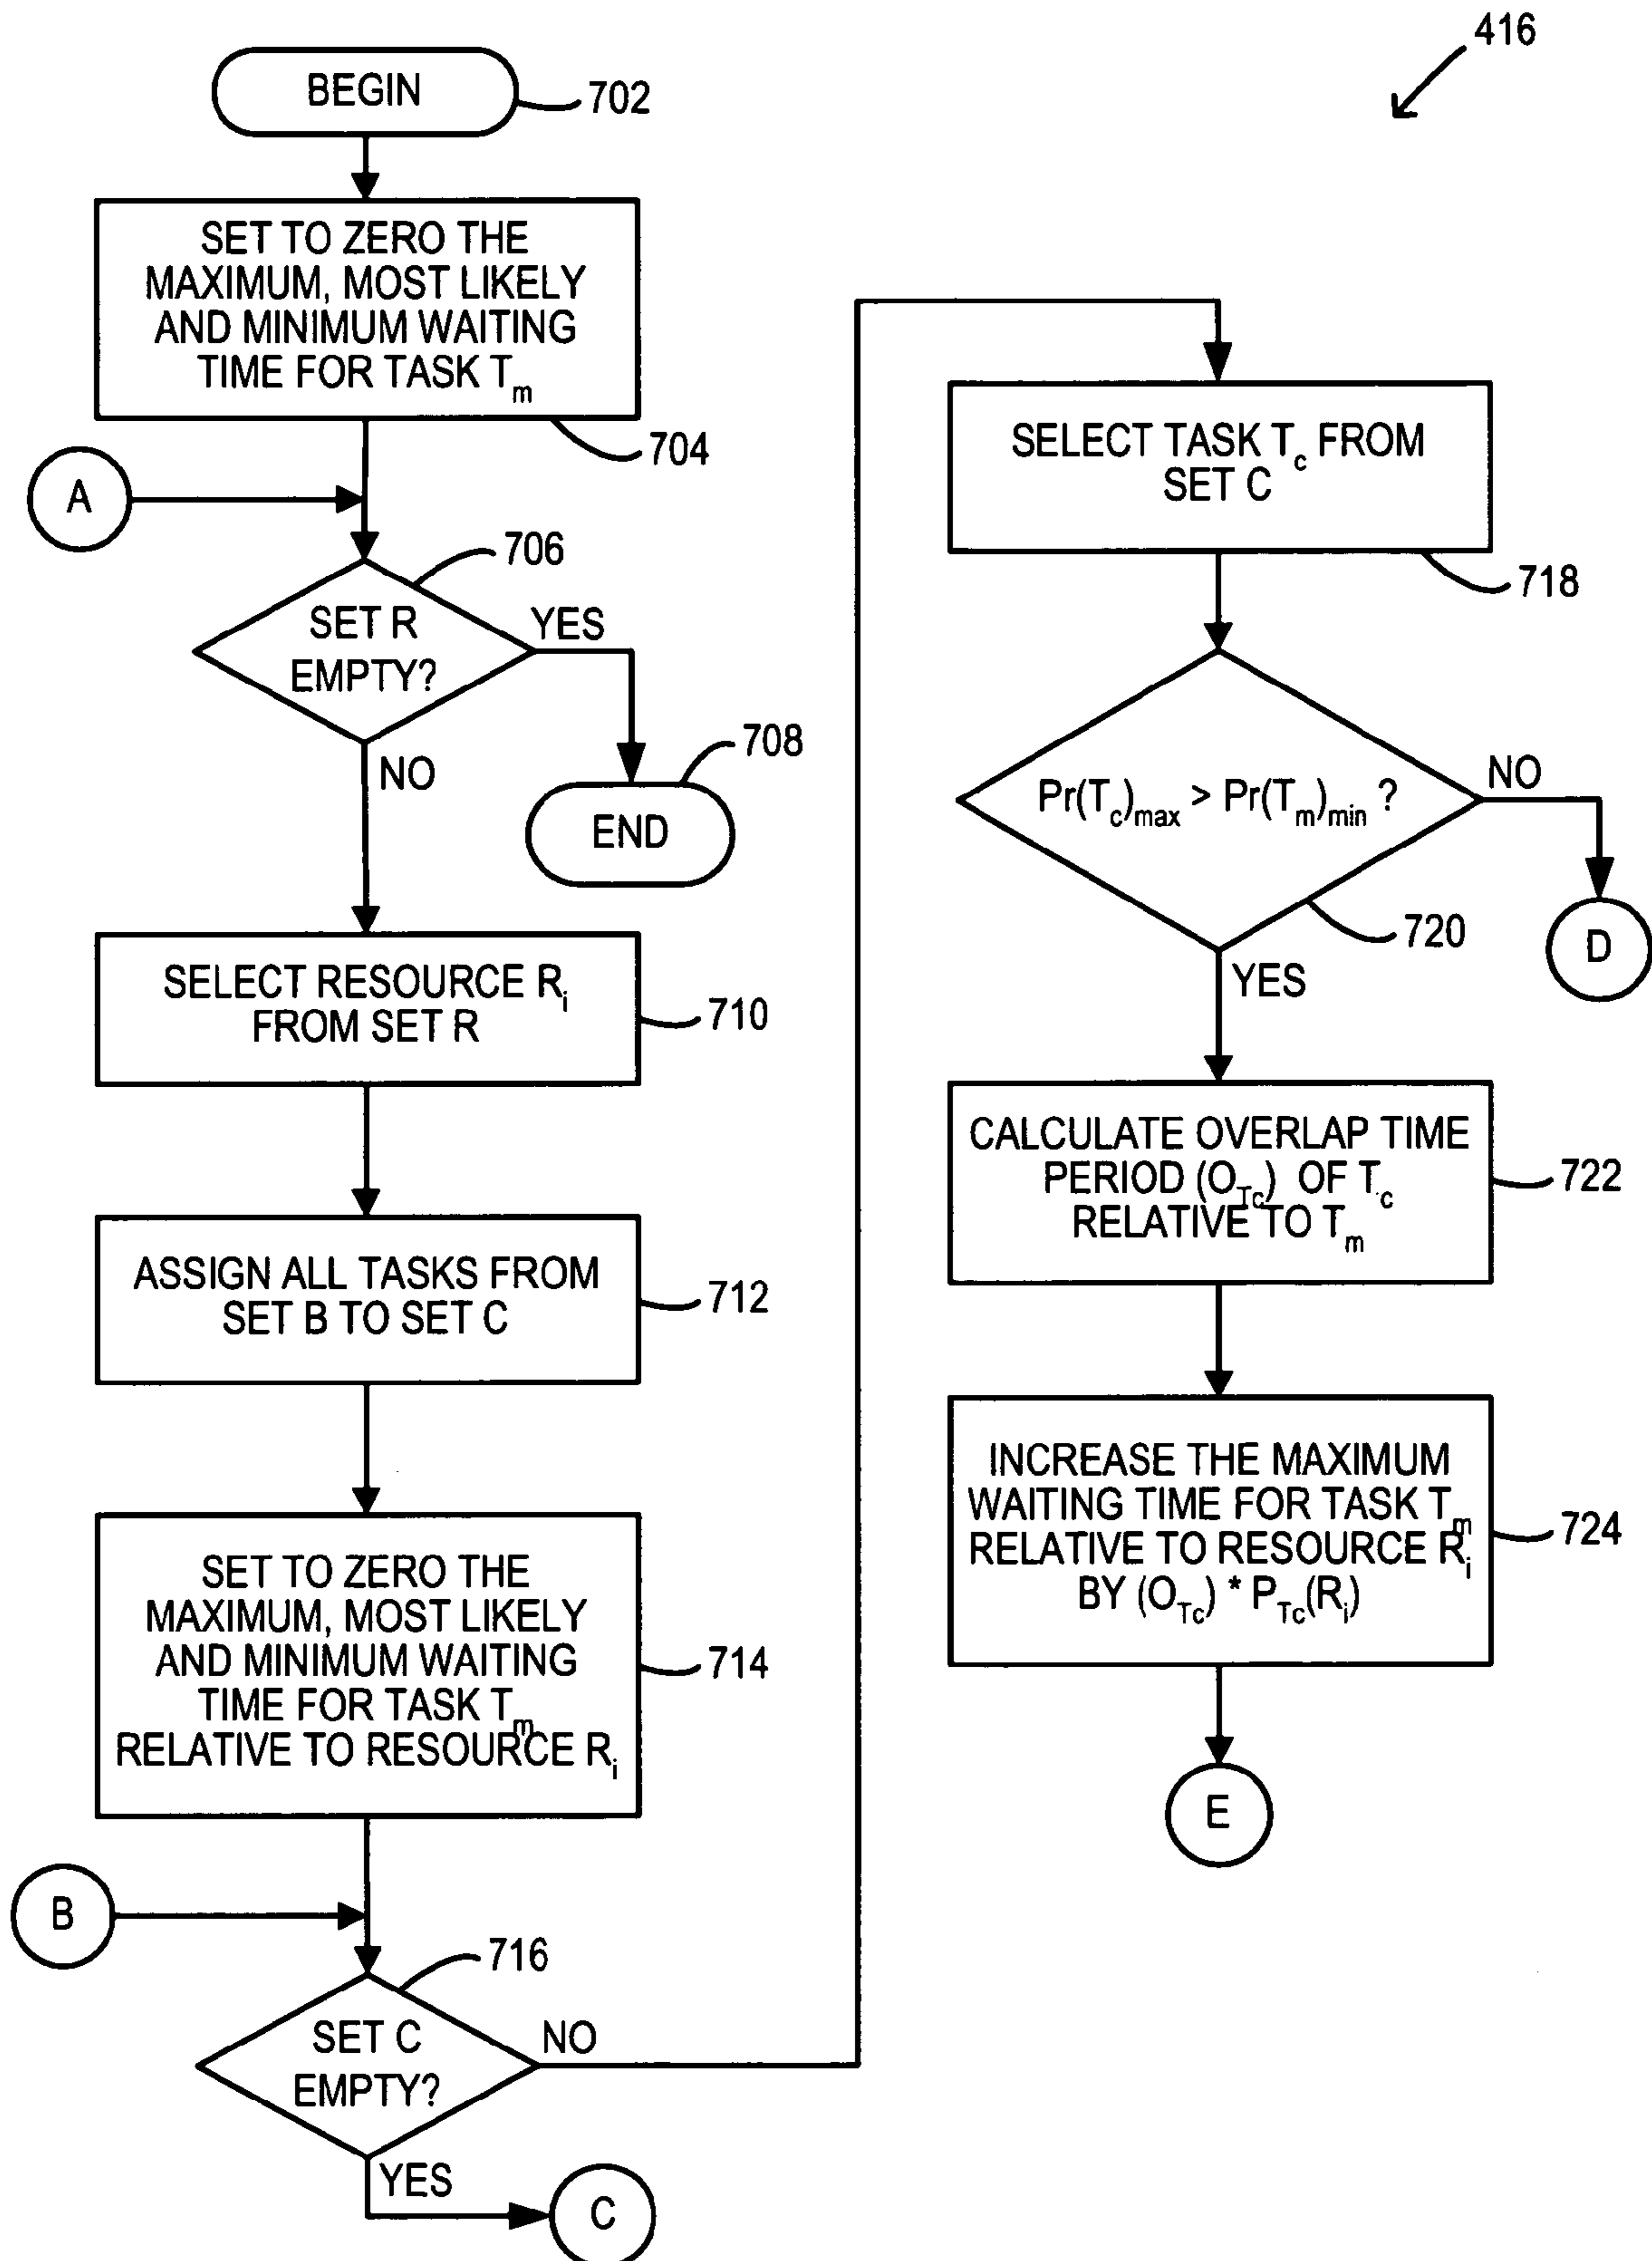 416
BEGIN
702
SET TO ZERO THE
MAXIMUM, MOST LIKELY
AND MINIMUM WAITING
TIME FOR TASK Tm
704
A
706
SET R
EMPTY?
YES
NO
708
END
SELECT RESOURCE Ri
FROM SET R
710
ASSIGN ALL TASKS FROM
SET B TO SET C
712
SET TO ZERO THE
MAXIMUM, MOST LIKELY
AND MINIMUM WAITING
TIME FOR TASK Tm
RELATIVE TO RESOURCE Ri
714
B
716
SET C
EMPTY?
NO
YES
C
SELECT TASK Tc FROM
SET C
718
Pr(Tc)max > Pr(Tm)min ?
NO
720
D
YES
CALCULATE OVERLAP TIME
PERIOD (OTc) OF Tc
RELATIVE TO Tm
722
INCREASE THE MAXIMUM
WAITING TIME FOR TASK Tm
RELATIVE TO RESOURCE Ri
BY (OTc) * PTc(Ri)
724
E